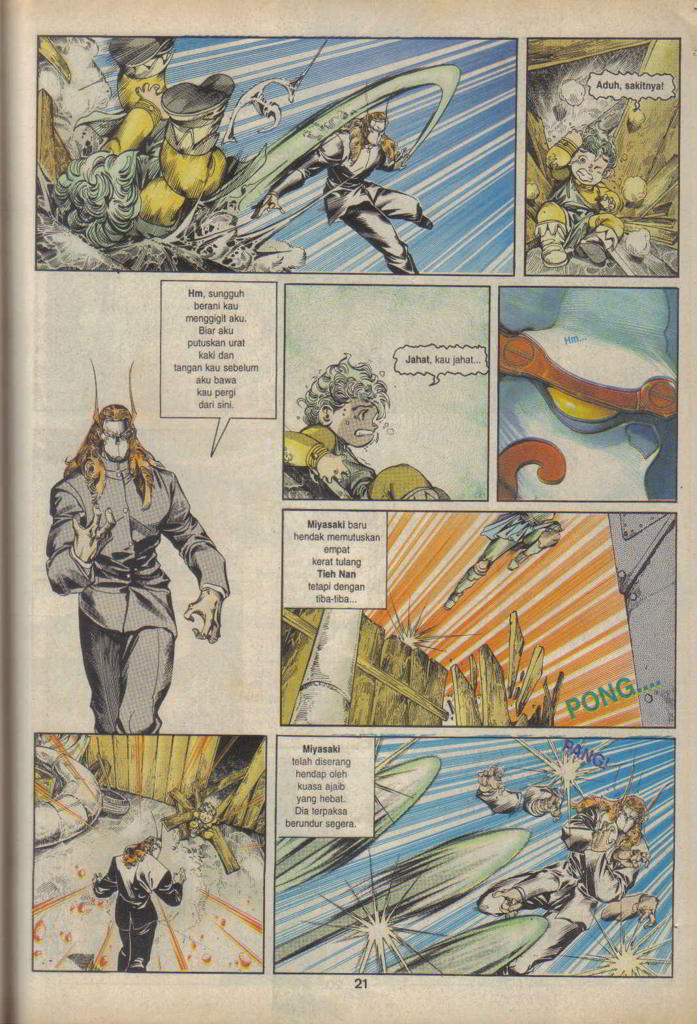 Aduh, sakitnya!
Hm, sungguh
berani kau
menggigit aku.
Biar aku
putuskan urat
kaki dan
tangan kau sebelum
aku bawa
kau pergi
dari sini.
Jahat, kau jahat...
Hm...
Miyasaki baru
hendak memutuskan
empat
kerat tulang
Tieh Nan
tetapi dengan
tiba-tiba...
PONG....
Miyasaki
telah diserang
hendap oleh
kuasa ajaib
yang hebat.
Dia terpaksa
berundur segera.
PANG!
21